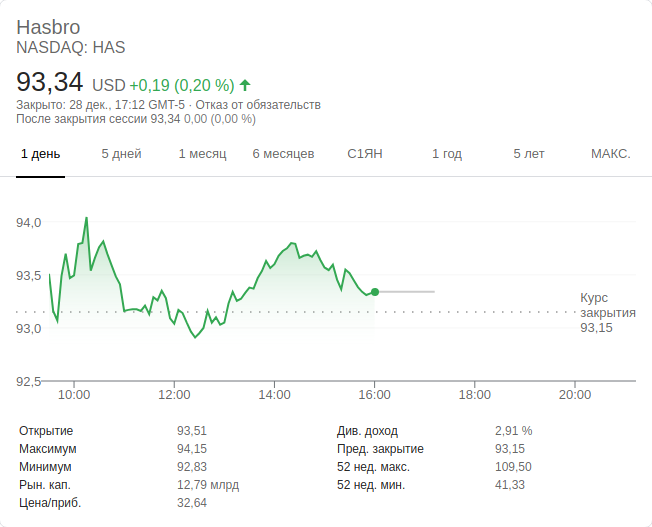 Hasbro
NASDAQ: HAS
93,34 USD +0,19 (0,20 %)
Закрыто: 28 дек., 17:12 GMT-5 · Отказ от обязательств
После закрытия сессии 93,34 0,00 (0,00 %)
1 день 5 дней 1 месяц 6 месяцев С1ЯН 1 год 5 лет МАКС.
94,0
93,5
Курс
закрытия
93,15
93,0
92,5
10:00 12:00 14:00 16:00 18:00 20:00
Открытие 93,51 Див. доход 2,91 %
Максимум 94,15 Пред. закрытие 93,15
Минимум 92,83 52 нед. макс. 109,50
Рын. кап. 12,79 млрд 52 нед. мин. 41,33
Цена/приб. 32,64